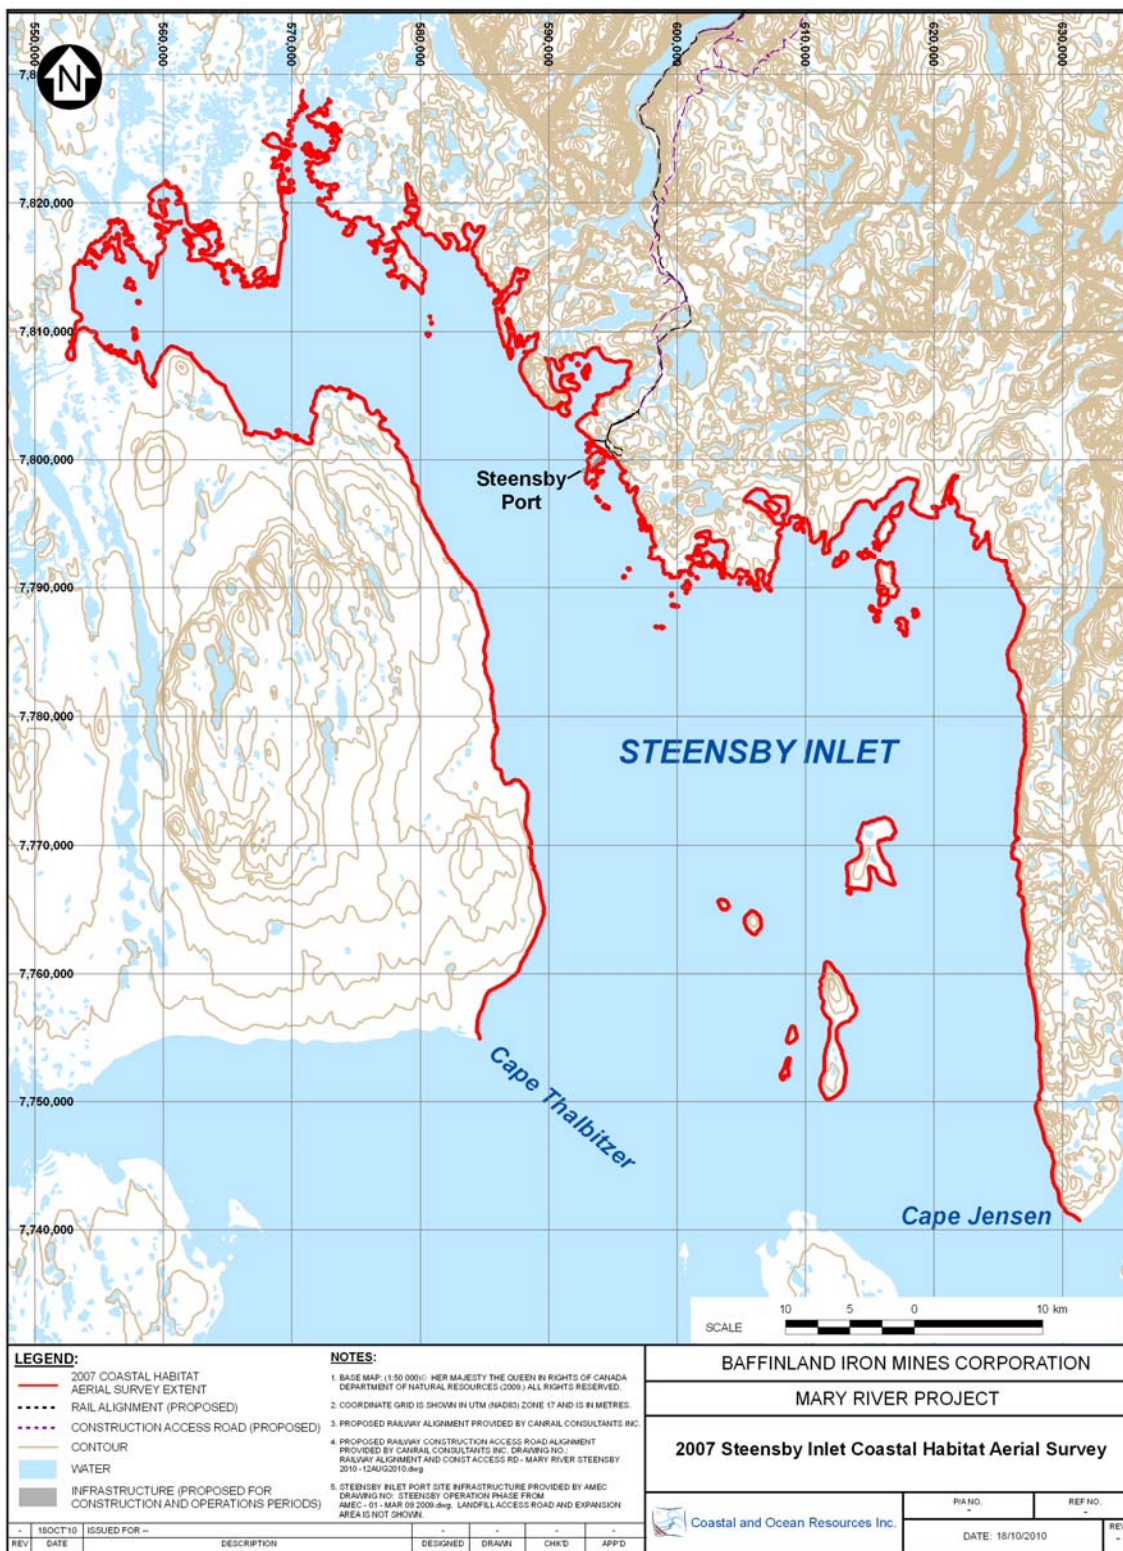 550,000
560,000
570,000
580,000
590,000
600,000
610,000
620,000
630,000
N
7,820,000
7,810,000
7,800,000
Steensby
Port
7,790,000
7,780,000
STEENSBY INLET
7,770,000
7,760,000
Cape Thalbitzer
7,750,000
Cape Jensen
7,740,000
10 5 0 10 km
SCALE
LEGEND:
2007 COASTAL HABITAT
AERIAL SURVEY EXTENT
RAIL ALIGNMENT (PROPOSED)
CONSTRUCTION ACCESS ROAD (PROPOSED)
CONTOUR
WATER
INFRASTRUCTURE (PROPOSED FOR
CONSTRUCTION AND OPERATIONS PERIODS)
NOTES:
1. BASE MAP: (1:50 000)© HER MAJESTY THE QUEEN IN RIGHTS OF CANADA
DEPARTMENT OF NATURAL RESOURCES (2009.) ALL RIGHTS RESERVED.
2. COORDINATE GRID IS SHOWN IN UTM (NAD83) ZONE 17 AND IS IN METRES.
3. PROPOSED RAILWAY ALIGNMENT PROVIDED BY CANRAIL CONSULTANTS INC.
4. PROPOSED RAILWAY CONSTRUCTION ACCESS ROAD ALIGNMENT
PROVIDED BY CANRAIL CONSULTANTS INC. DRAWING NO.:
RAILWAY ALIGNMENT AND CONST ACCESS RD - MARY RIVER STEENSBY
2010 -12AUG2010.dwg
5. STEENSBY INLET PORT SITE INFRASTRUCTURE PROVIDED BY AMEC
DRAWING NO: STEENSBY OPERATION PHASE FROM
AMEC - 01 - MAR 09 2009.dwg. LANDFILL ACCESS ROAD AND EXPANSION
AREA IS NOT SHOWN.
BAFFINLAND IRON MINES CORPORATION
MARY RIVER PROJECT
2007 Steensby Inlet Coastal Habitat Aerial Survey
Coastal and Ocean Resources Inc.
P/A NO.
-
REF NO.
-
DATE: 18/10/2010
REV
-
- 18OCT'10 ISSUED FOR -- - - - -
REV DATE DESCRIPTION DESIGNED DRAWN CHK'D APP'D